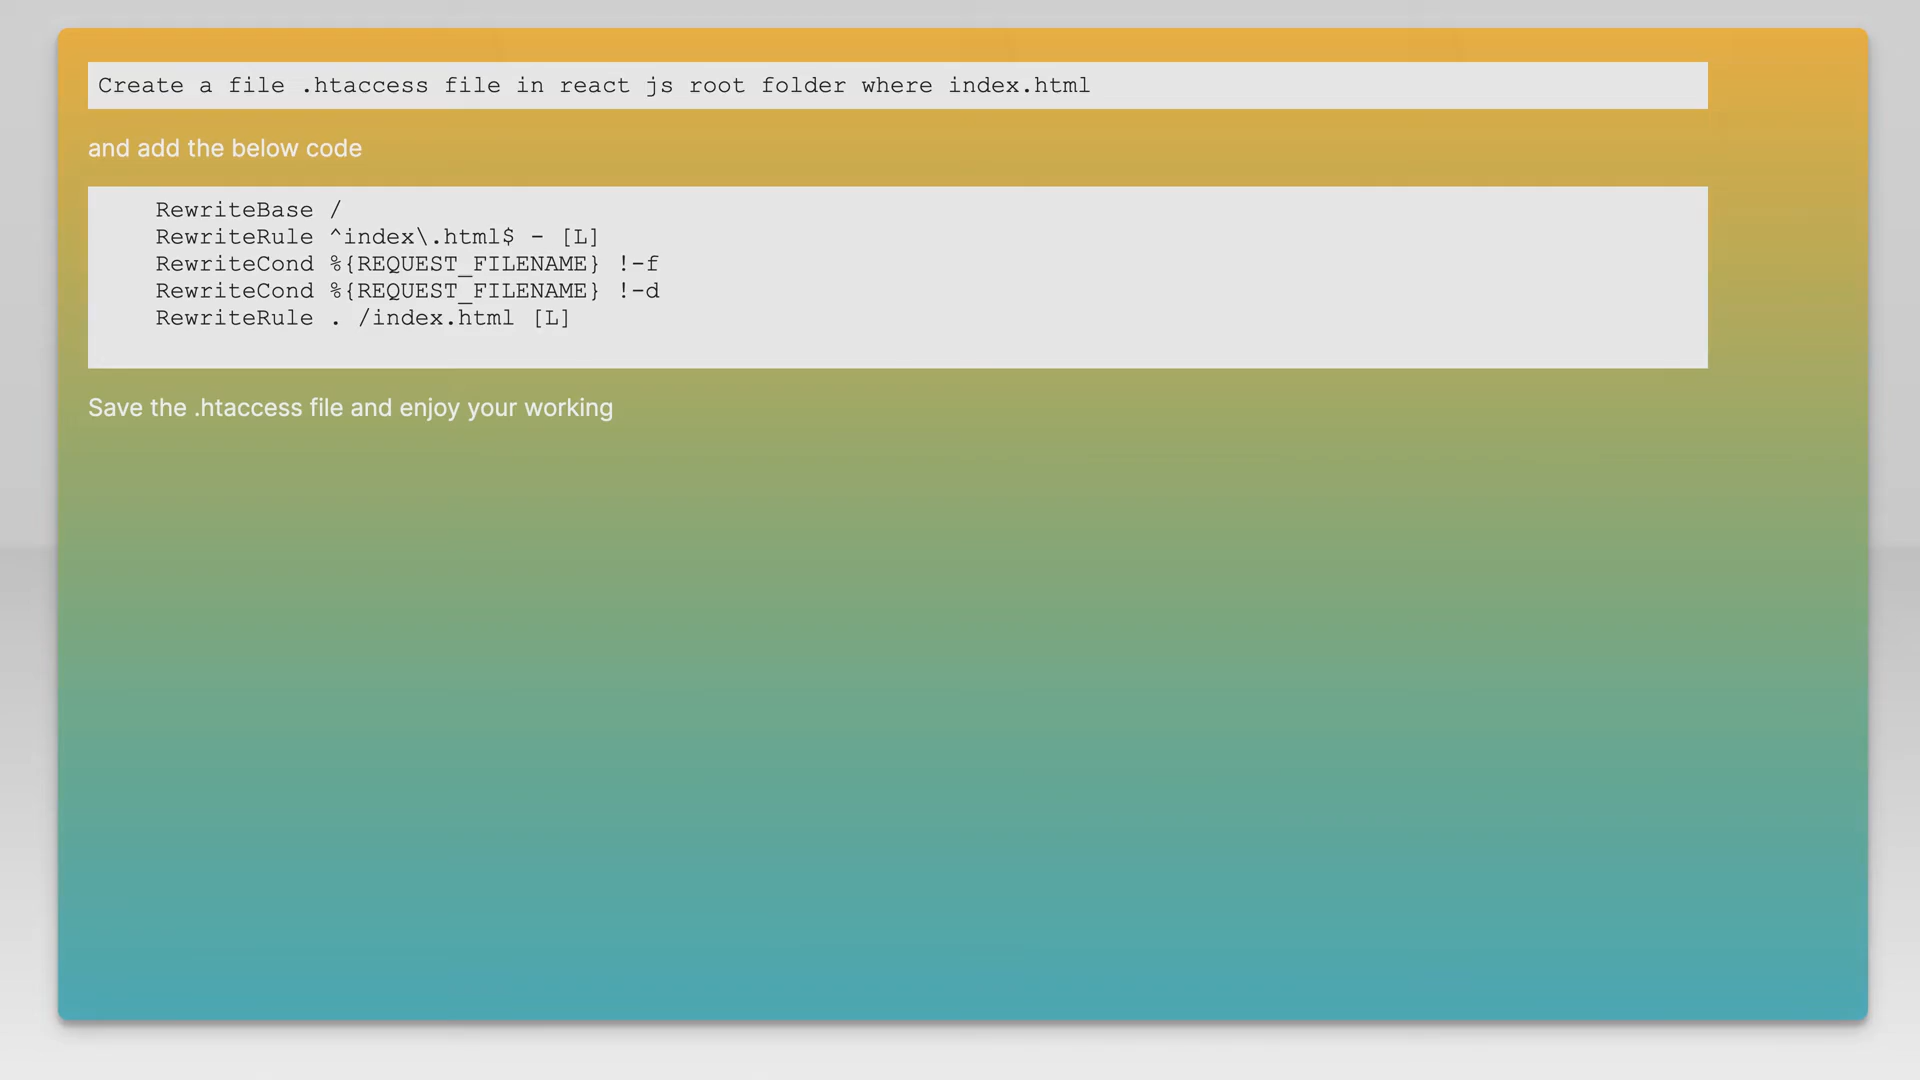 Create a file .htaccess file in react js root folder where index.html
and add the below code
RewriteBase /
RewriteRule ^index\.html$ - [L]
RewriteCond %{REQUEST_FILENAME} !-f
RewriteCond %{REQUEST_FILENAME} !-d
RewriteRule . /index.html [L]
Save the .htaccess file and enjoy your working